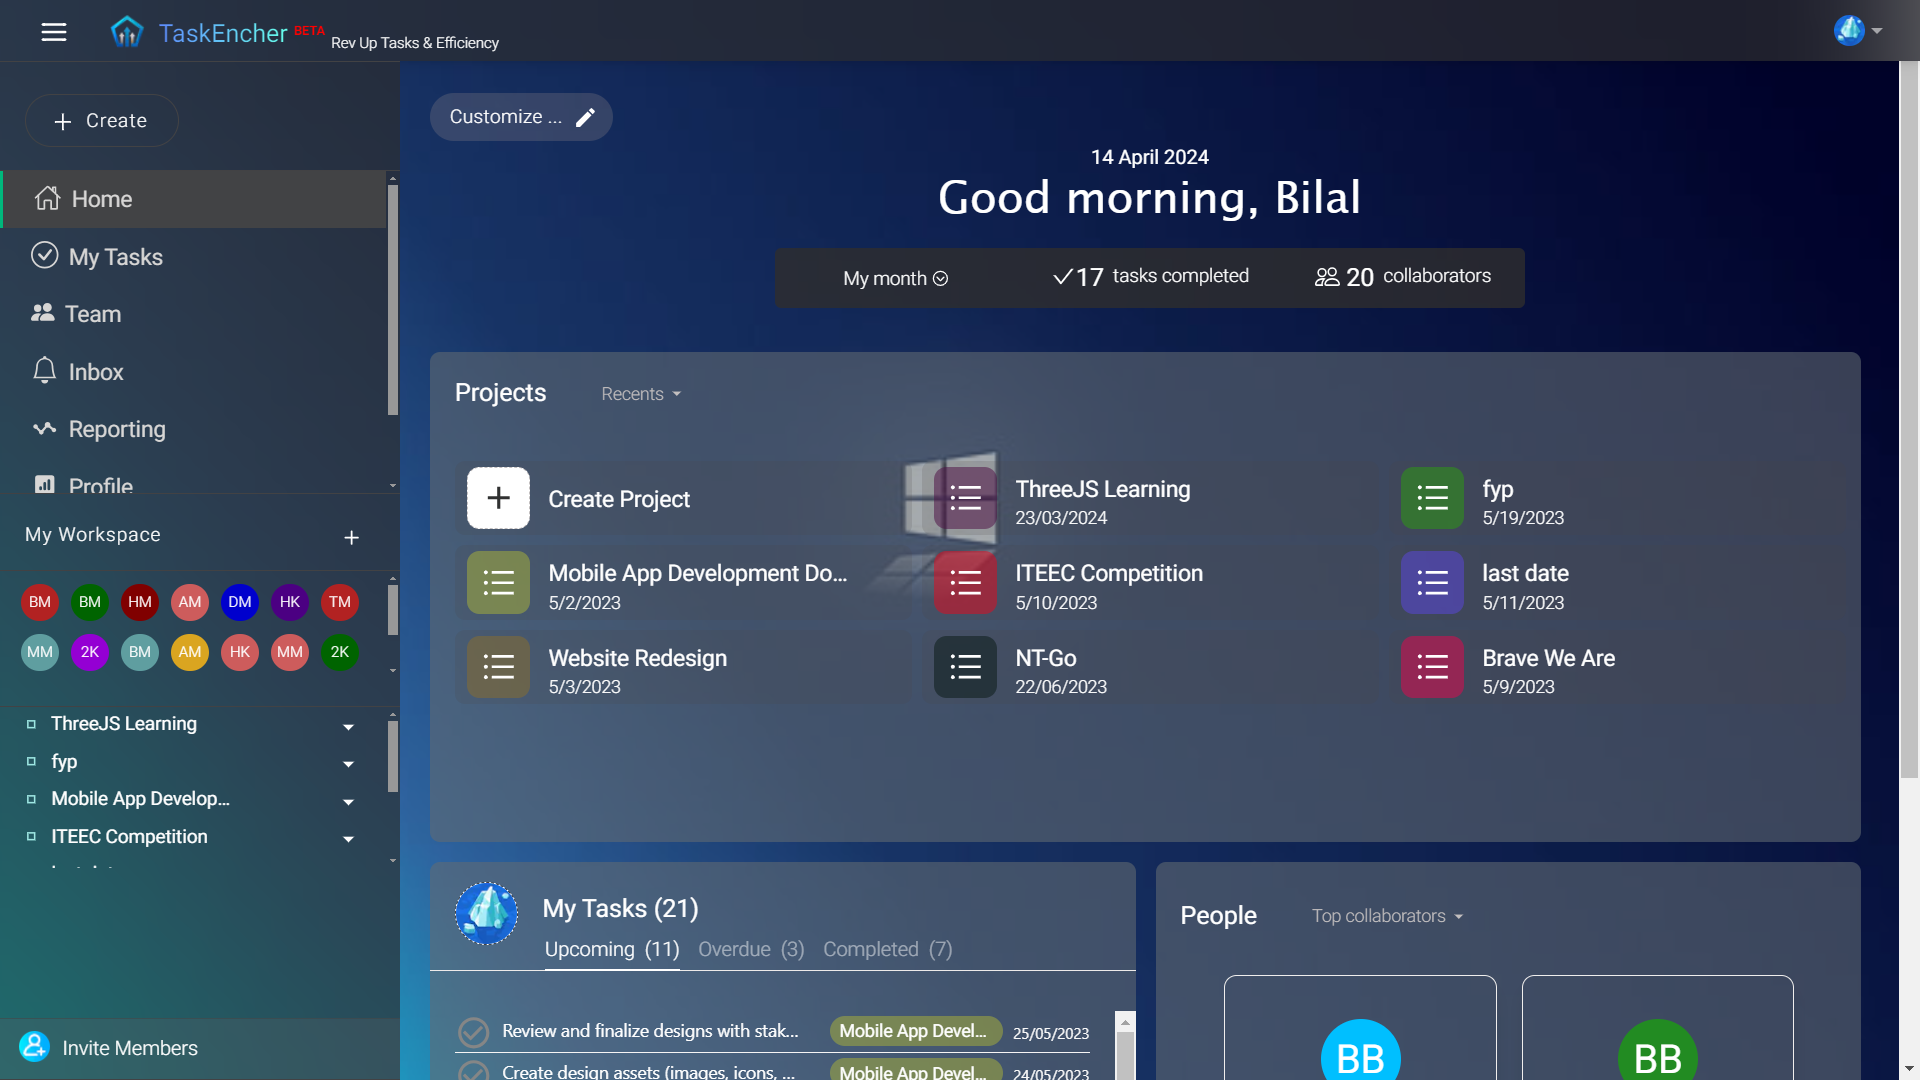 TaskEncher BETA Rev Up Tasks & Efficiency
Create
Home
My Tasks
Team
Inbox
Reporting
Profile
My Workspace
BM BM HM AM DM HK TM
MM 2K BM AM HK MM 2K
ThreeJS Learning
fyp
Mobile App Develop...
ITEEC Competition
Invite Members
Customize ...
14 April 2024
Good morning, Bilal
My month 17 tasks completed 20 collaborators
Projects Recents
Create Project
ThreeJS Learning
23/03/2024
fyp
5/19/2023
Mobile App Development Do...
5/2/2023
ITEEC Competition
5/10/2023
last date
5/11/2023
Website Redesign
5/3/2023
NT-Go
22/06/2023
Brave We Are
5/9/2023
My Tasks (21)
Upcoming (11) Overdue (3) Completed (7)
Review and finalize designs with stak... Mobile App Devel... 25/05/2023
Create design assets (images, icons, ... Mobile App Devel... 24/05/2023
People Top collaborators
BB BB